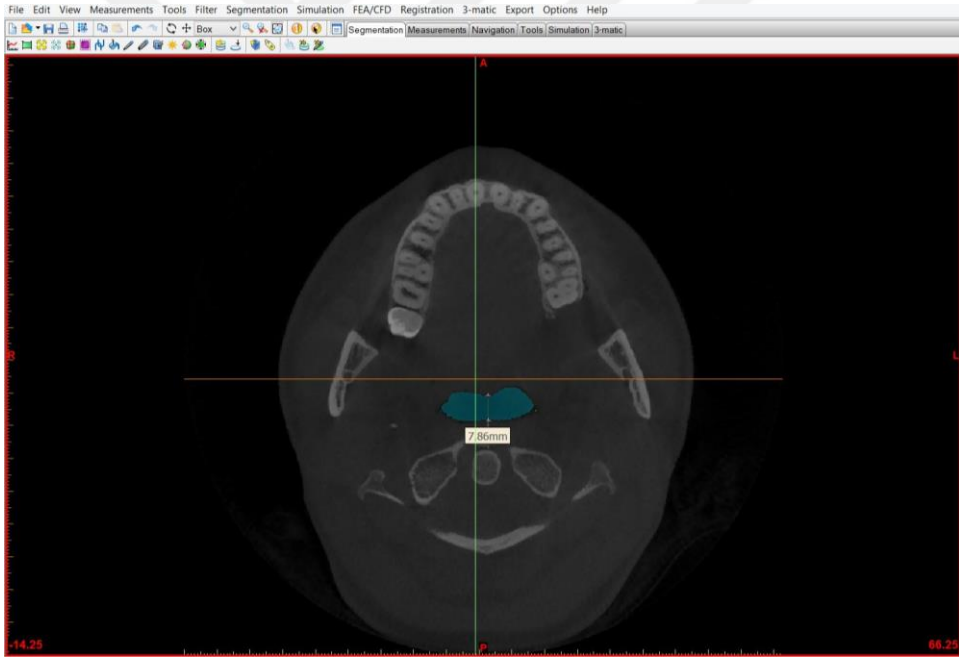 File Edit View Measurements Tools Filter Segmentation Simulation FEA/CFD Registration 3-matic Export Options Help
Box Segmentation Measurements Navigation Tools Simulation 3-matic
A
R L
7.86mm
-14.25 P 66.25